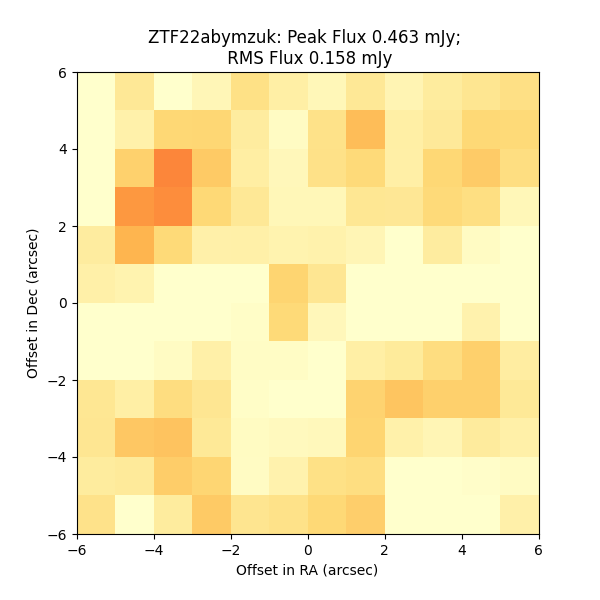 ZTF22abymzuk: Peak Flux 0.463 mJy;
RMS Flux 0.158 mJy
6
4
2
0
−2
−4
−6
Offset in Dec (arcsec)
−6 −4 −2 0 2 4 6
Offset in RA (arcsec)